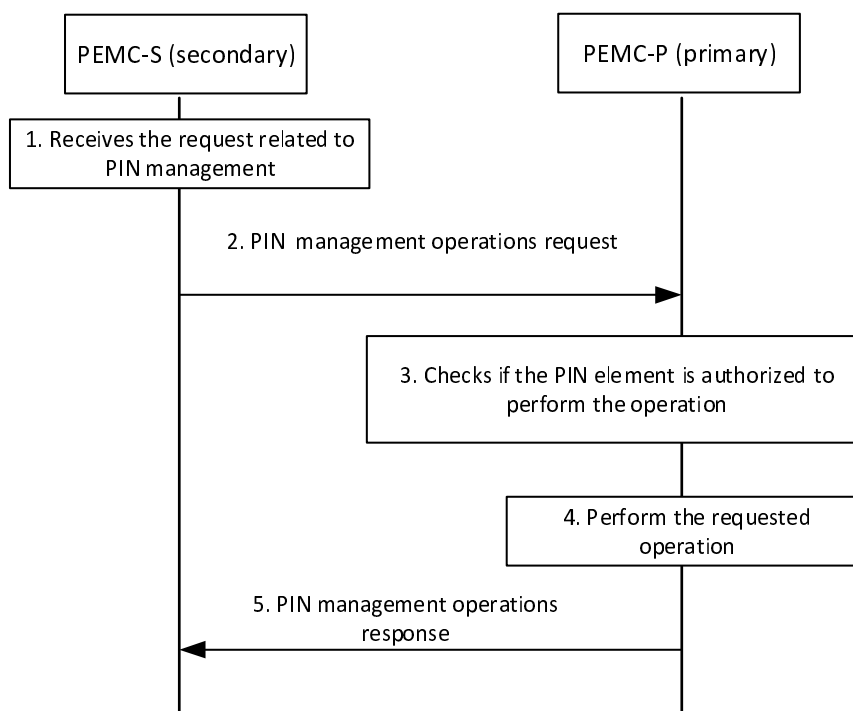 PEMC-S (secondary)
PEMC-P (primary)
1. Receives the request related to
PIN management
2. PIN management operations request
3. Checks if the PIN element is authorized to
perform the operation
4. Perform the requested
operation
5. PIN management operations
response